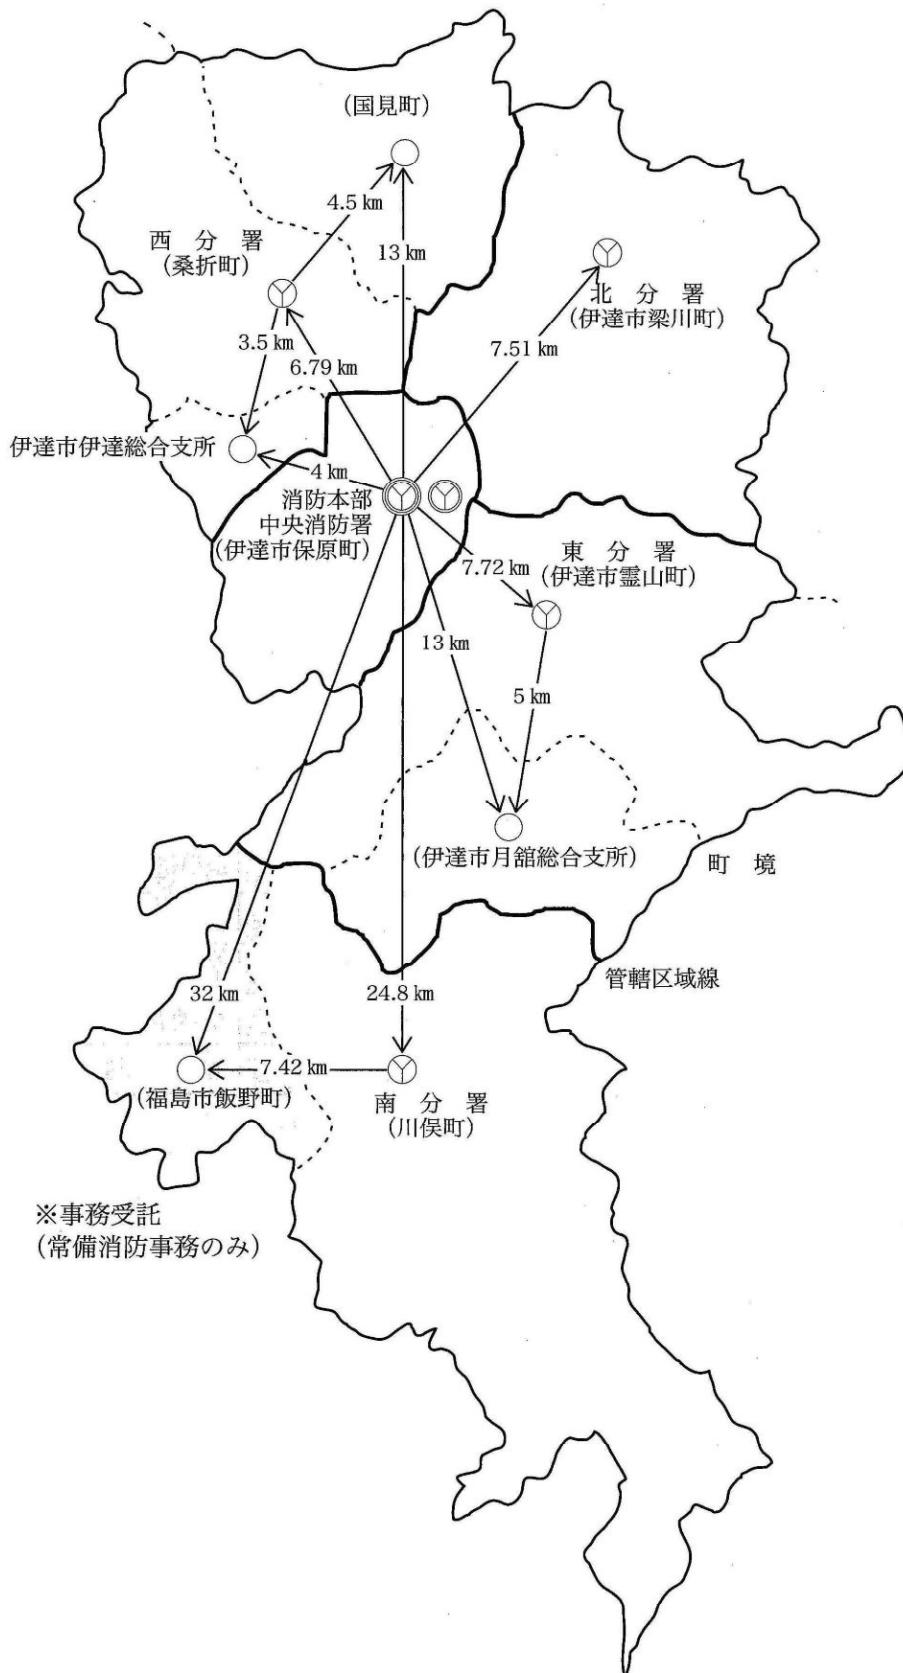 (国見町)
4.5 km
13 km
西 分 署
(桑折町)
北 分 署
(伊達市梁川町)
3.5 km
6.79 km
7.51 km
伊達市伊達総合支所
4 km
消防本部
中央消防署
(伊達市保原町)
東 分 署
(伊達市霊山町)
7.72 km
13 km
5 km
(伊達市月舘総合支所)
町 境
管轄区域線
32 km
24.8 km
7.42 km
(福島市飯野町)
南 分 署
(川俣町)
※事務受託
(常備消防事務のみ)